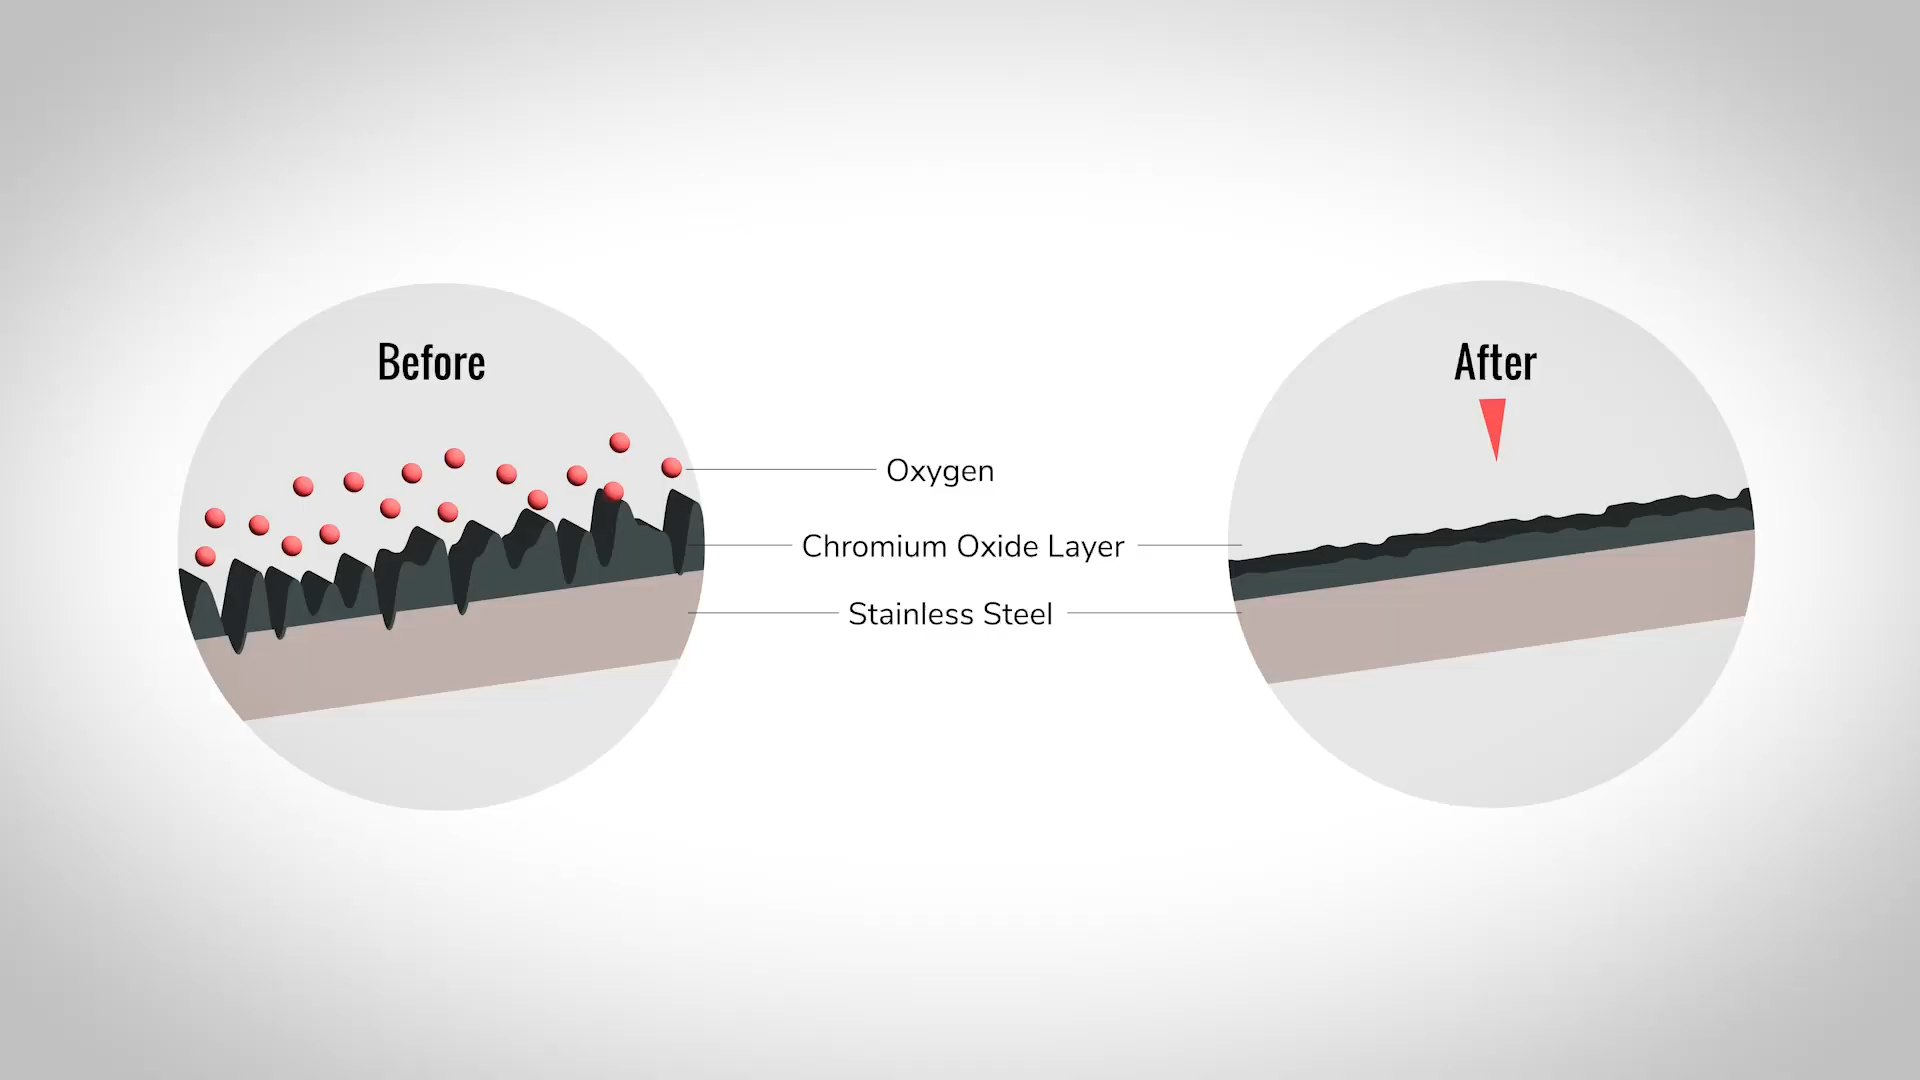 Before
After
Oxygen
Chromium Oxide Layer
Stainless Steel